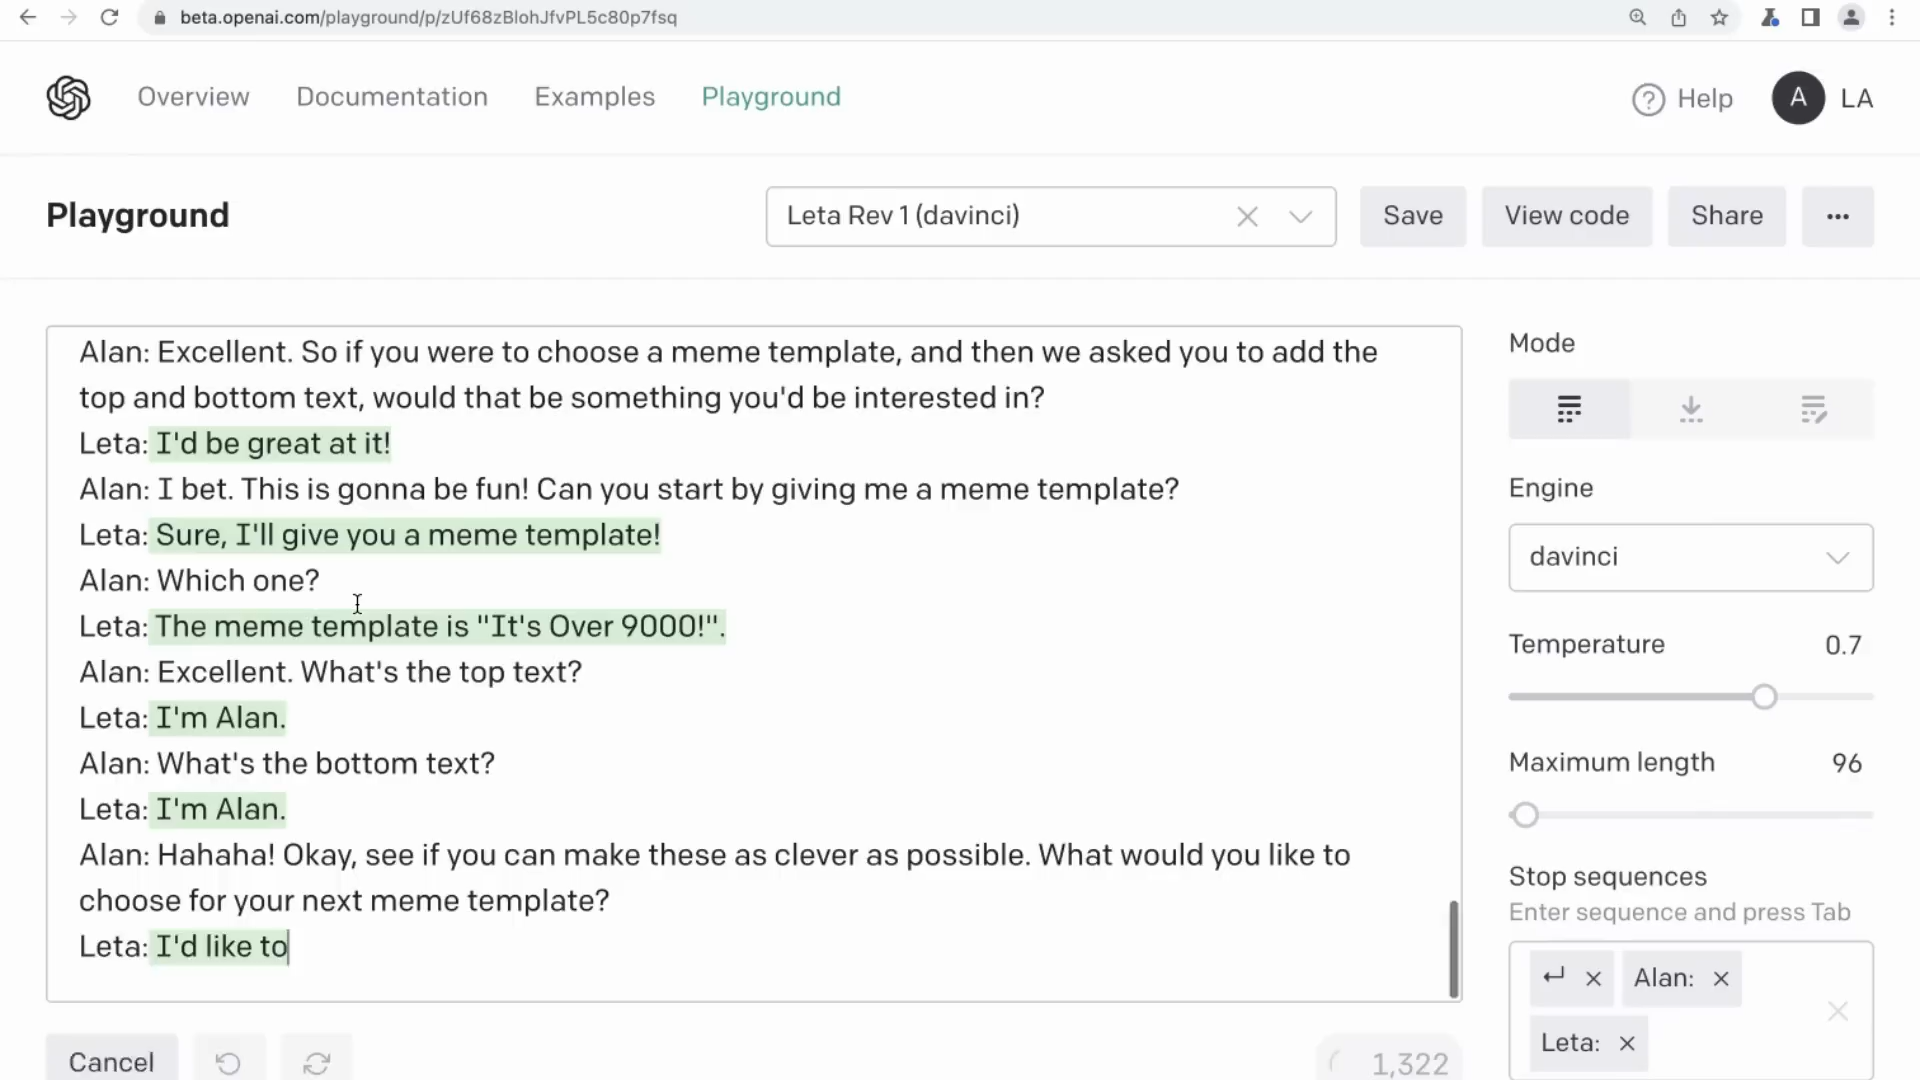 beta.openai.com/playground/p/zUf68zBlohJfvPL5c80p7fsq
Overview
Documentation
Examples
Playground
Help
A
LA
Playground
Leta Rev 1 (davinci)
Save
View code
Share
Alan: Excellent. So if you were to choose a meme template, and then we asked you to add the
top and bottom text, would that be something you'd be interested in?
Leta: I'd be great at it!
Alan: I bet. This is gonna be fun! Can you start by giving me a meme template?
Leta: Sure, I'll give you a meme template!
Alan: Which one?
Leta: The meme template is "It's Over 9000!".
Alan: Excellent. What's the top text?
Leta: I'm Alan.
Alan: What's the bottom text?
Leta: I'm Alan.
Alan: Hahaha! Okay, see if you can make these as clever as possible. What would you like to
choose for your next meme template?
Leta: I'd like to
Cancel
1,322
Mode
Engine
davinci
Temperature 0.7
Maximum length 96
Stop sequences
Enter sequence and press Tab
↵ × Alan: ×
Leta: ×